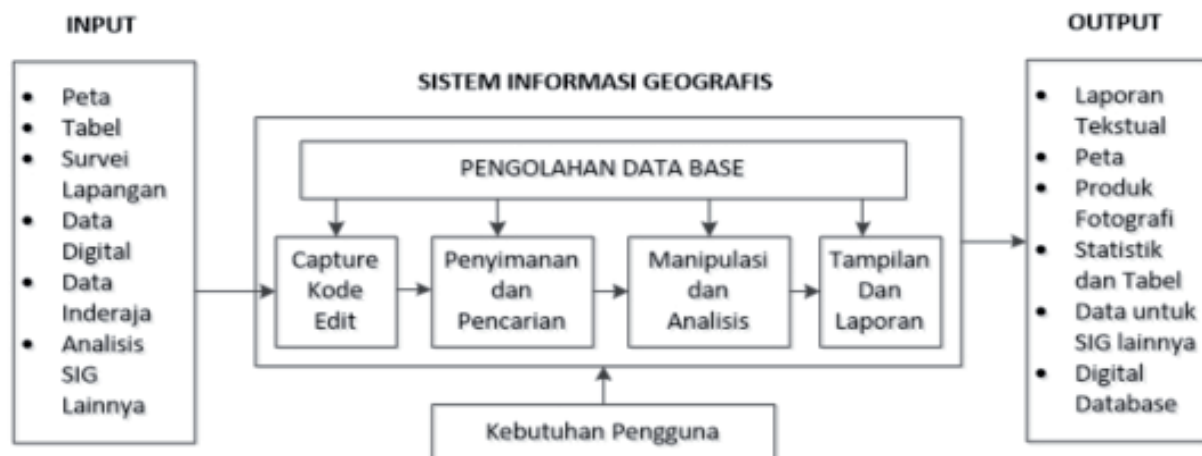 INPUT
• Peta
• Tabel
• Survei
Lapangan
• Data
Digital
• Data
Inderaja
• Analisis
SIG
Lainnya
SISTEM INFORMASI GEOGRAFIS
PENGOLAHAN DATA BASE
Capture
Kode
Edit
Penyimanan
dan
Pencarian
Manipulasi
dan
Analisis
Tampilan
Dan
Laporan
Kebutuhan Pengguna
OUTPUT
• Laporan
Tekstual
• Peta
• Produk
Fotografi
• Statistik
dan Tabel
• Data untuk
SIG lainnya
• Digital
Database